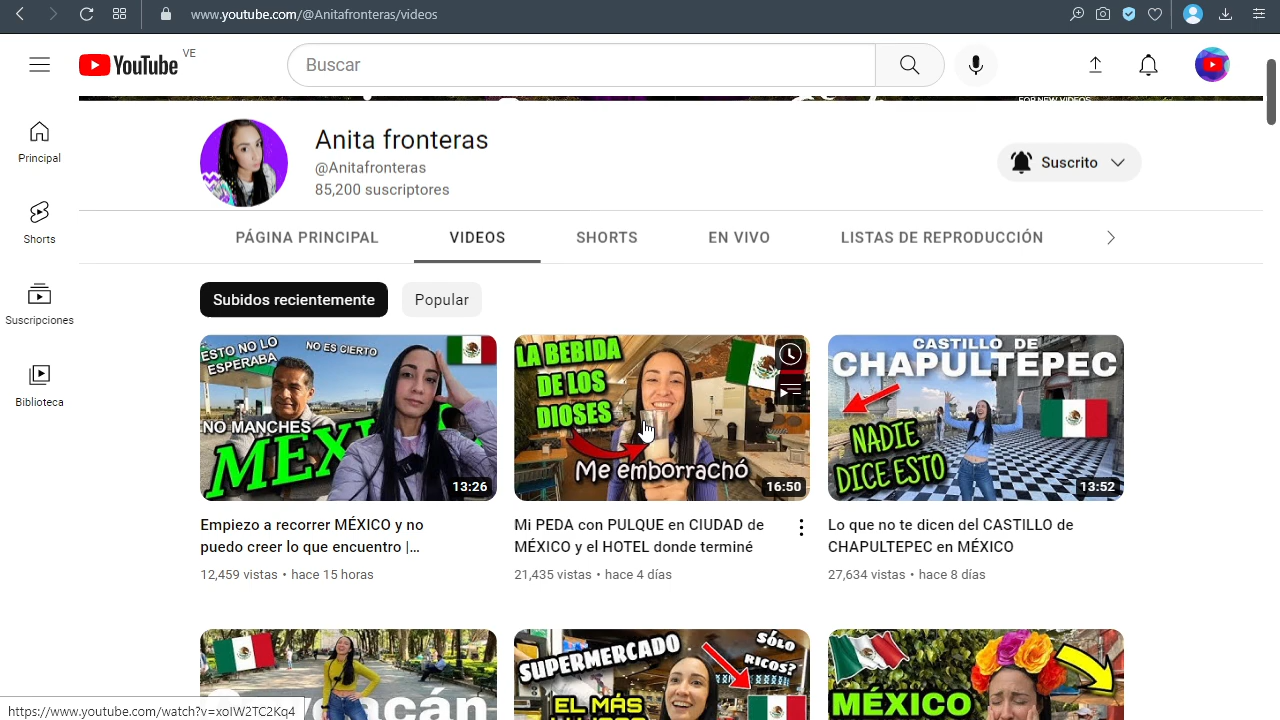 www.youtube.com/@Anitafronteras/videos
YouTube
VE
Buscar
FOR NEW VIDEOS
Principal
Shorts
Suscripciones
Biblioteca
Anita fronteras
@Anitafronteras
85,200 suscriptores
Suscrito
PÁGINA PRINCIPAL
VIDEOS
SHORTS
EN VIVO
LISTAS DE REPRODUCCIÓN
Subidos recientemente
Popular
ESTO NO LO
ESPERABA
NO ES CIERTO
NO MANCHES
13:26
Empiezo a recorrer MÉXICO y no
puedo creer lo que encuentro |...
12,459 vistas • hace 15 horas
LA BEBIDA
DE LOS
DIOSES
Me emborrachó
16:50
Mi PEDA con PULQUE en CIUDAD de
MÉXICO y el HOTEL donde terminé
21,435 vistas • hace 4 días
CASTILLO DE
CHAPULTEPEC
NADIE
DICE ESTO
13:52
Lo que no te dicen del CASTILLO de
CHAPULTEPEC en MÉXICO
27,634 vistas • hace 8 días
SUPERMERCADO
SÓLO
RICOS?
EL MÁS
MÉXICO
https://www.youtube.com/watch?v=xoIW2TC2Kq4